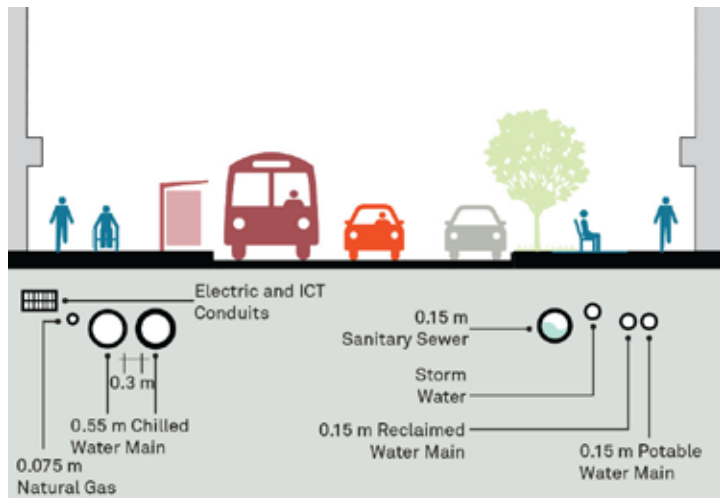 Electric and ICT
Conduits
0.3 m
0.55 m Chilled
Water Main
0.075 m
Natural Gas
0.15 m
Sanitary Sewer
Storm
Water
0.15 m Reclaimed
Water Main
0.15 m Potable
Water Main